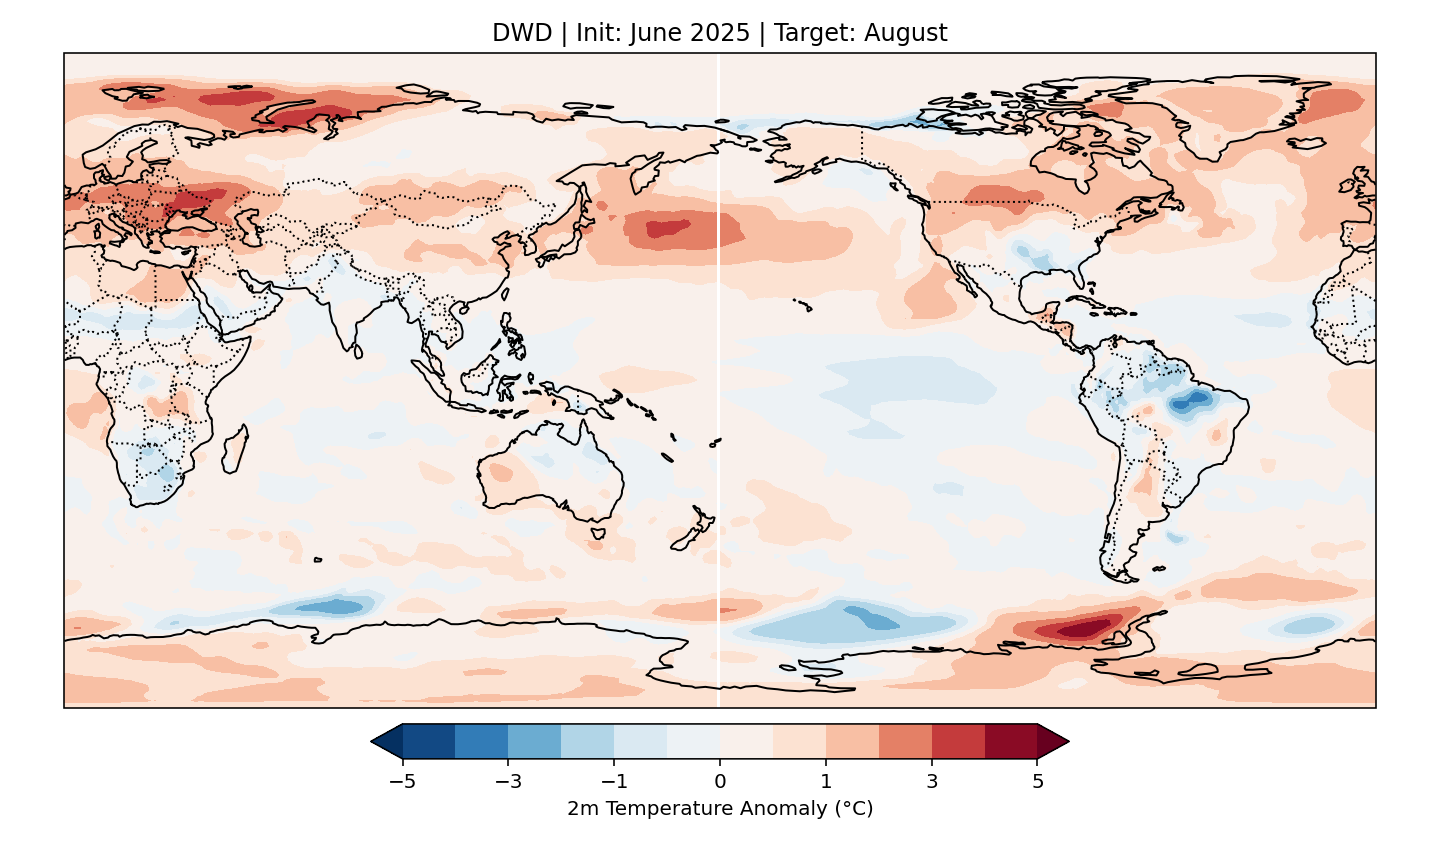 DWD | Init: June 2025 | Target: August
−5 −3 −1 0 1 3 5
2m Temperature Anomaly (°C)